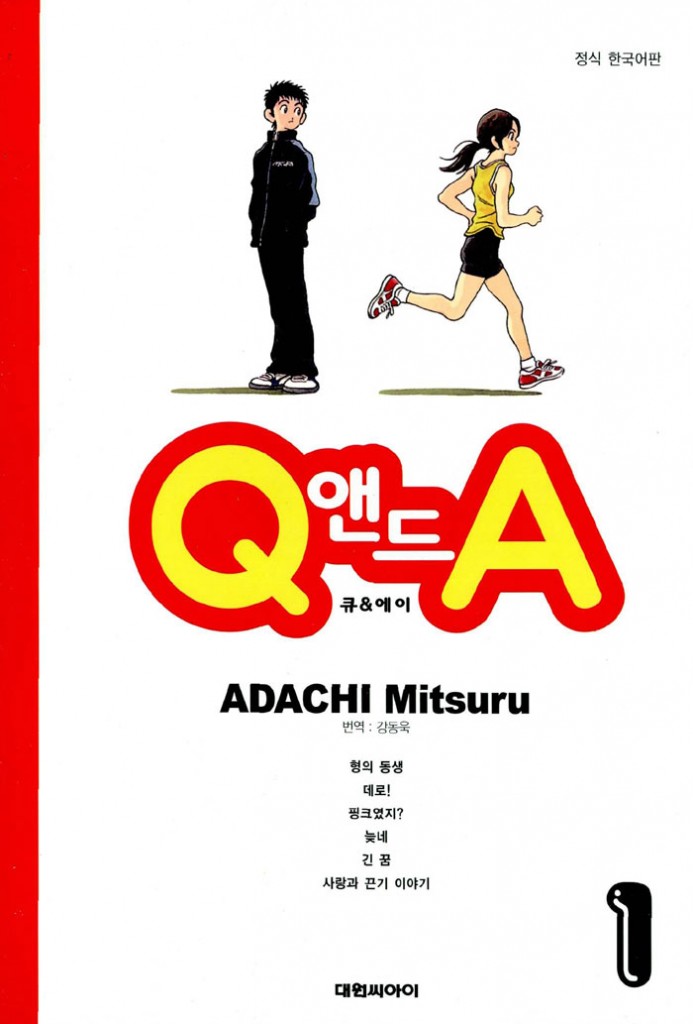 정식 한국어판
Q앤드A
큐&에이
ADACHI Mitsuru
번역 : 강동욱
형의 동생
데로!
핑크였지?
늦네
긴 꿈
사랑과 끈기 이야기
1
대원씨아이